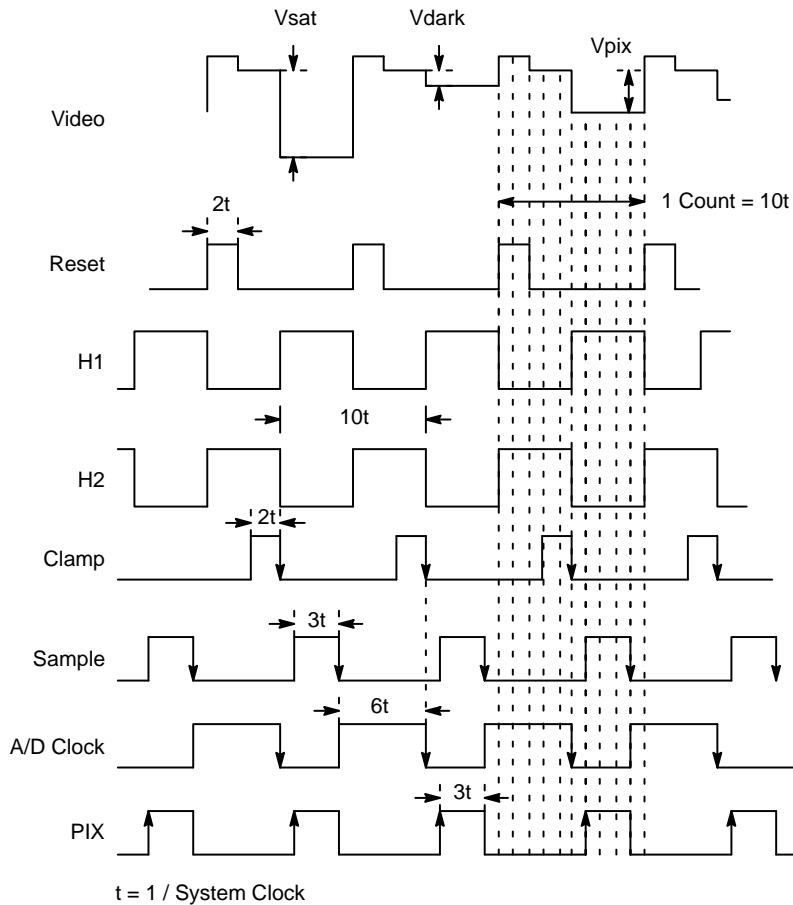 Vsat
Vdark
Vpix
Video
1 Count = 10t
2t
Reset
H1
10t
H2
2t
Clamp
3t
Sample
6t
A/D Clock
3t
PIX
t = 1 / System Clock